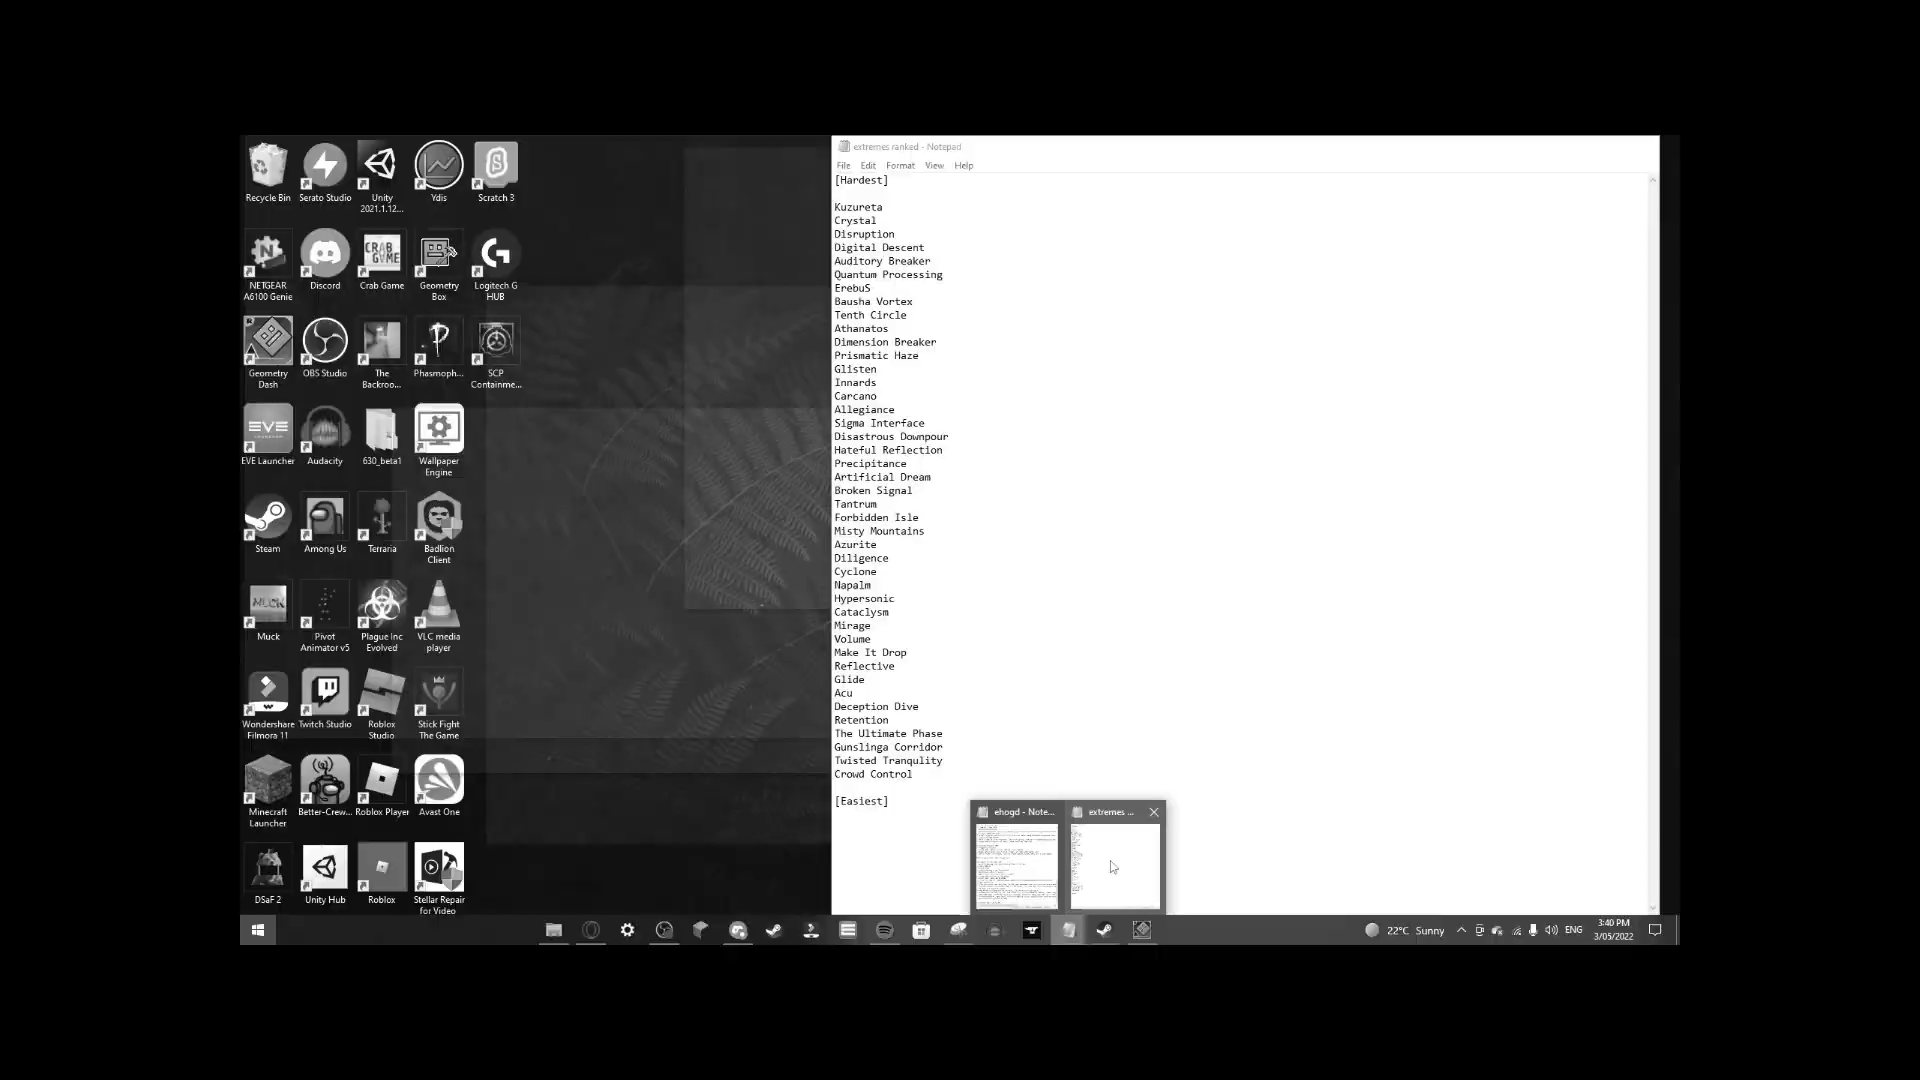 Recycle Bin
Serato Studio
Unity
2021.1.12...
Ydis
Scratch 3
NETGEAR
A6100 Genie
Discord
CRAB
GAME
Crab Game
Geometry
Box
Logitech G
HUB
Geometry
Dash
OBS Studio
The
Backroo...
Phasmoph...
SCP
Containme...
EVE
EVE Launcher
Audacity
630_beta1
Wallpaper
Engine
Steam
Among Us
Terraria
Badlion
Client
MUCK
Muck
Pivot
Animator v5
Plague Inc
Evolved
VLC media
player
Wondershare
Filmora 11
Twitch Studio
Roblox
Studio
Stick Fight
The Game
Minecraft
Launcher
Better-Crew...
Roblox Player
Avast One
DSaF 2
Unity Hub
Roblox
Stellar Repair
for Video
extremes ranked - Notepad
File Edit Format View Help
[Hardest]
Kuzureta
Crystal
Disruption
Digital Descent
Auditory Breaker
Quantum Processing
ErebuS
Bausha Vortex
Tenth Circle
Athanatos
Dimension Breaker
Prismatic Haze
Glisten
Innards
Carcano
Allegiance
Sigma Interface
Disastrous Downpour
Hateful Reflection
Precipitance
Artificial Dream
Broken Signal
Tantrum
Forbidden Isle
Misty Mountains
Azurite
Diligence
Cyclone
Napalm
Hypersonic
Cataclysm
Mirage
Volume
Make It Drop
Reflective
Glide
Acu
Deception Dive
Retention
The Ultimate Phase
Gunslinga Corridor
Twisted Tranqulity
Crowd Control
[Easiest]
ehogd - Note...
extremes ...
22°C Sunny
ENG
3:40 PM
3/05/2022